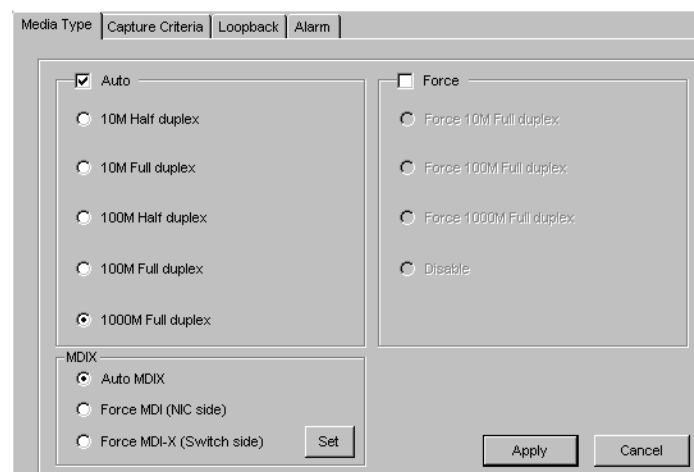 Media Type Capture Criteria Loopback Alarm
Auto
10M Half duplex
10M Full duplex
100M Half duplex
100M Full duplex
1000M Full duplex
Force
Force 10M Full duplex
Force 100M Full duplex
Force 1000M Full duplex
Disable
MDIX
Auto MDIX
Force MDI (NIC side)
Force MDI-X (Switch side)
Set
Apply
Cancel